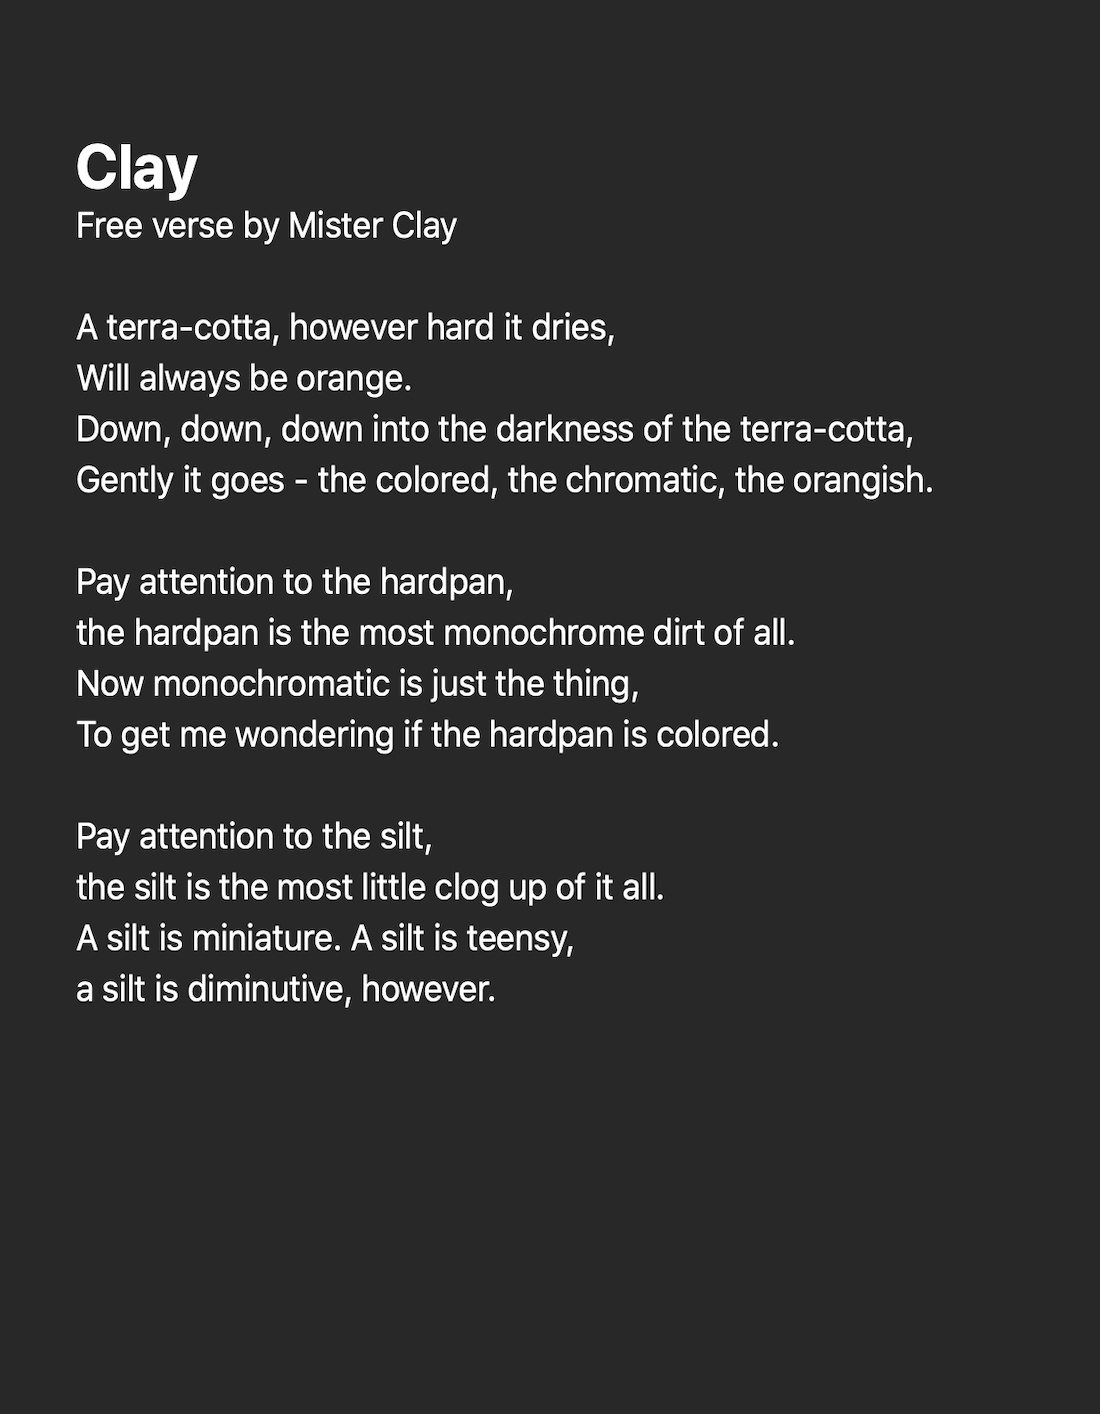 Clay
Free verse by Mister Clay
A terra-cotta, however hard it dries,
Will always be orange.
Down, down, down into the darkness of the terra-cotta,
Gently it goes - the colored, the chromatic, the orangish.
Pay attention to the hardpan,
the hardpan is the most monochrome dirt of all.
Now monochromatic is just the thing,
To get me wondering if the hardpan is colored.
Pay attention to the silt,
the silt is the most little clog up of it all.
A silt is miniature. A silt is teensy,
a silt is diminutive, however.